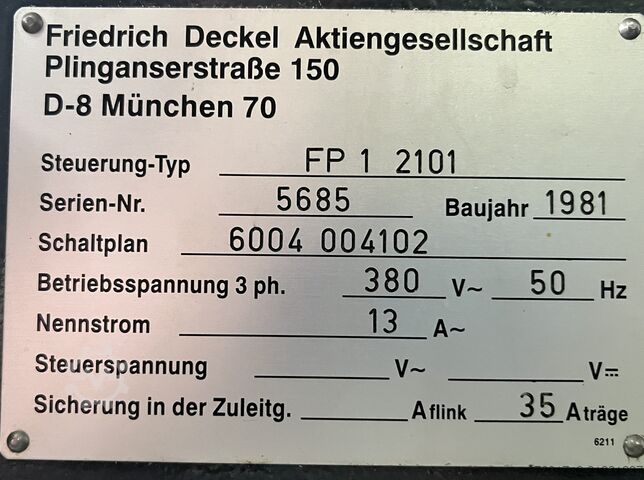 Friedrich Deckel Aktiengesellschaft
Plinganserstraße 150
D-8 München 70
Steuerung-Typ FP 1 2101
Serien-Nr. 5685 Baujahr 1981
Schaltplan 6004 004102
Betriebsspannung 3 ph. 380 V~ 50 Hz
Nennstrom 13 A~
Steuerspannung V~ V⎓
Sicherung in der Zuleitg. A flink 35 A träge
6211